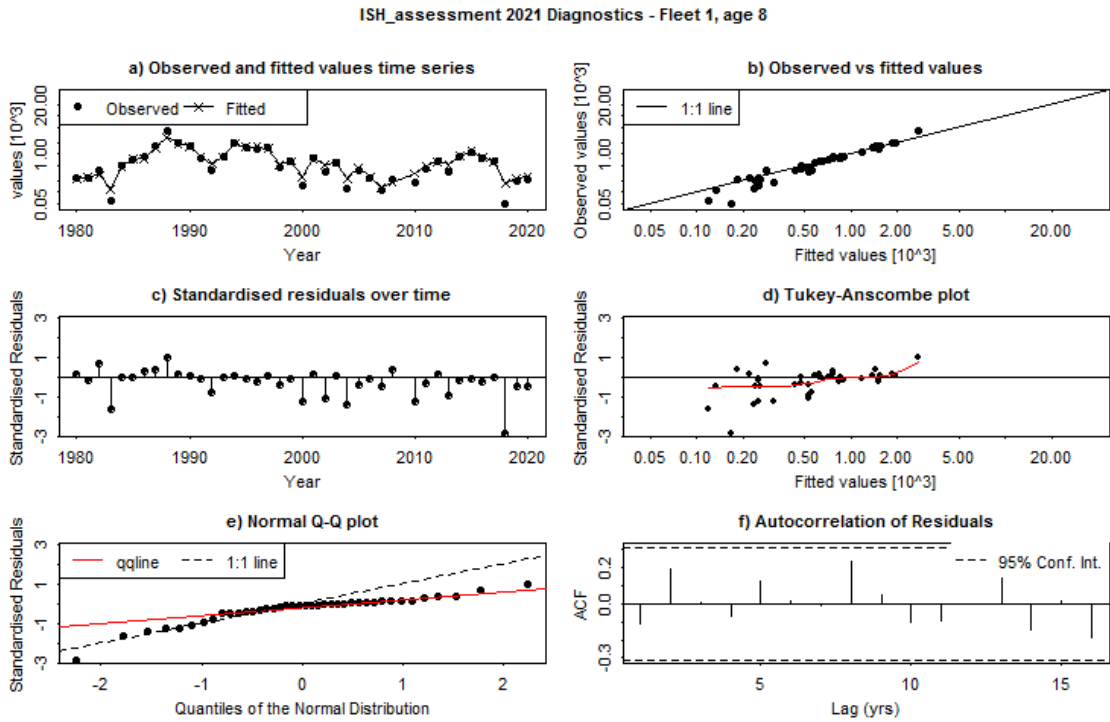 ISH_assessment 2021 Diagnostics - Fleet 1, age 8
a) Observed and fitted values time series
values [10^3]
20.00
1.00
0.05
Observed
Fitted
1980 1990 2000 2010 2020
Year
b) Observed vs fitted values
Observed values [10^3]
20.00
1.00
0.05
1:1 line
0.05 0.10 0.20 0.50 1.00 2.00 5.00 20.00
Fitted values [10^3]
c) Standardised residuals over time
Standardised Residuals
3
1
-1
-3
1980 1990 2000 2010 2020
Year
d) Tukey-Anscombe plot
Standardised Residuals
3
1
-1
-3
0.05 0.10 0.20 0.50 1.00 2.00 5.00 20.00
Fitted values [10^3]
e) Normal Q-Q plot
Standardised Residuals
3
1
-1
-3
qqline
1:1 line
-2 -1 0 1 2
Quantiles of the Normal Distribution
f) Autocorrelation of Residuals
ACF
0.2
0.0
-0.3
95% Conf. Int.
5 10 15
Lag (yrs)